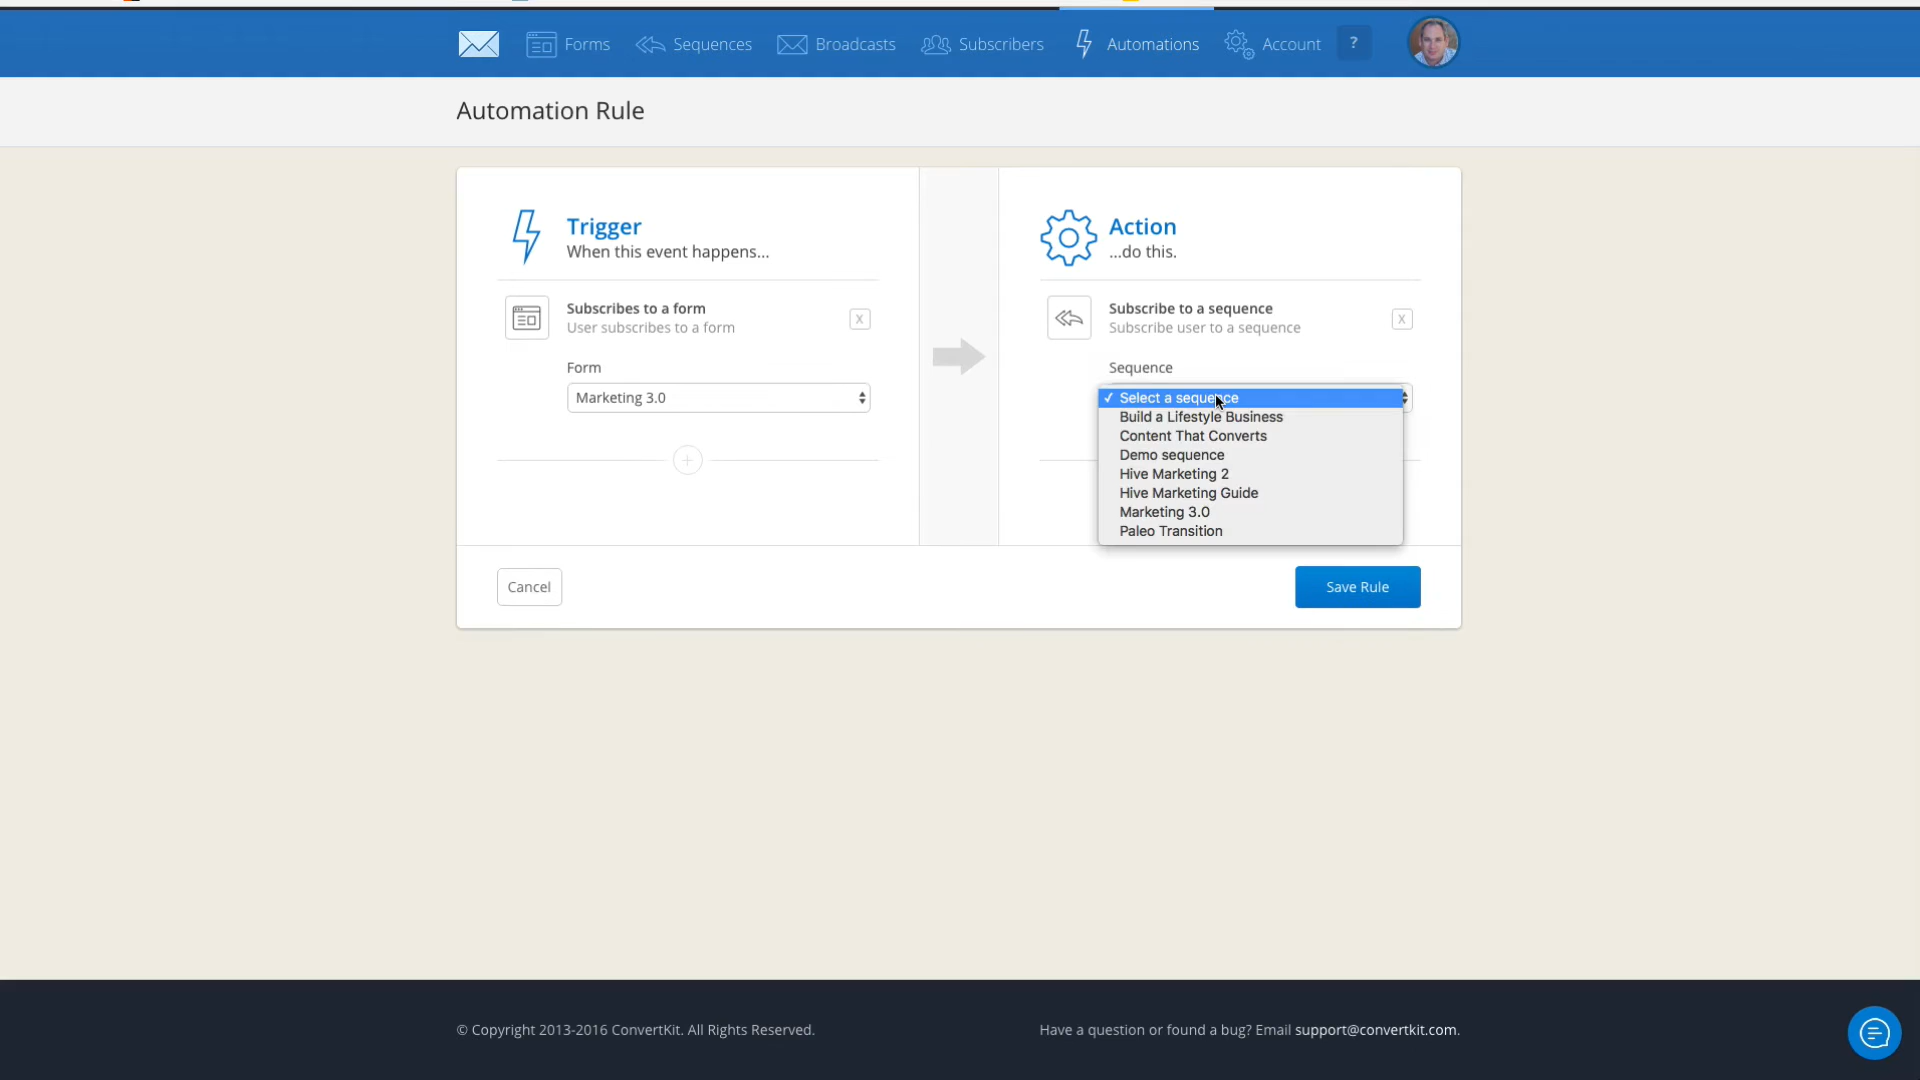 Forms
Sequences
Broadcasts
Subscribers
Automations
Account
?
Automation Rule
Trigger
When this event happens...
Subscribes to a form
User subscribes to a form
X
Form
Marketing 3.0
+
Action
...do this.
Subscribe to a sequence
Subscribe user to a sequence
X
Sequence
✓ Select a sequence
Build a Lifestyle Business
Content That Converts
Demo sequence
Hive Marketing 2
Hive Marketing Guide
Marketing 3.0
Paleo Transition
Cancel
Save Rule
© Copyright 2013-2016 ConvertKit. All Rights Reserved.
Have a question or found a bug? Email support@convertkit.com.